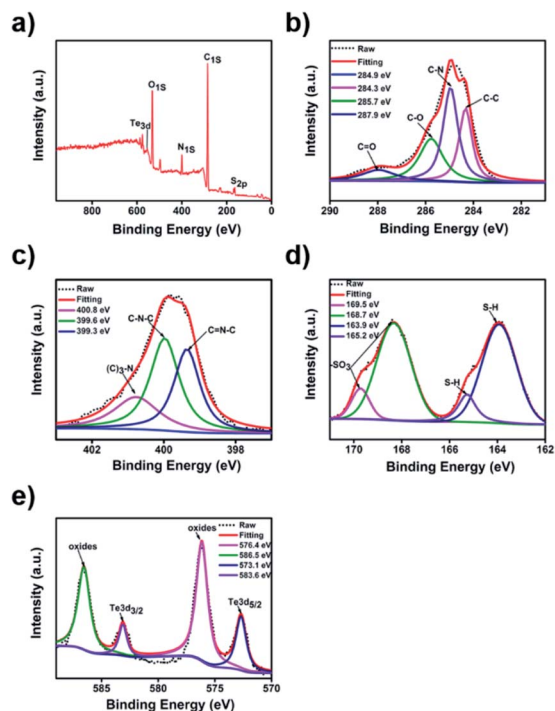 a)
C1S
O1S
Te3d
N1S
S2p
Intensity (a.u.)
800 600 400 200 0
Binding Energy (eV)
b)
Raw
Fitting
284.9 eV
284.3 eV
285.7 eV
287.9 eV
C-N
C-C
C-O
C=O
Intensity (a.u.)
290 288 286 284 282
Binding Energy (eV)
c)
Raw
Fitting
400.8 eV
399.6 eV
399.3 eV
C-N-C
C=N-C
(C)3-N
Intensity (a.u.)
402 400 398
Binding Energy (eV)
d)
Raw
Fitting
169.5 eV
168.7 eV
163.9 eV
165.2 eV
S-H
-SO3
S-H
Intensity (a.u.)
170 168 166 164 162
Binding Energy (eV)
e)
oxides
Raw
Fitting
576.4 eV
586.5 eV
573.1 eV
583.6 eV
oxides
Te3d3/2
Te3d5/2
Intensity (a.u.)
585 580 575 570
Binding Energy (eV)